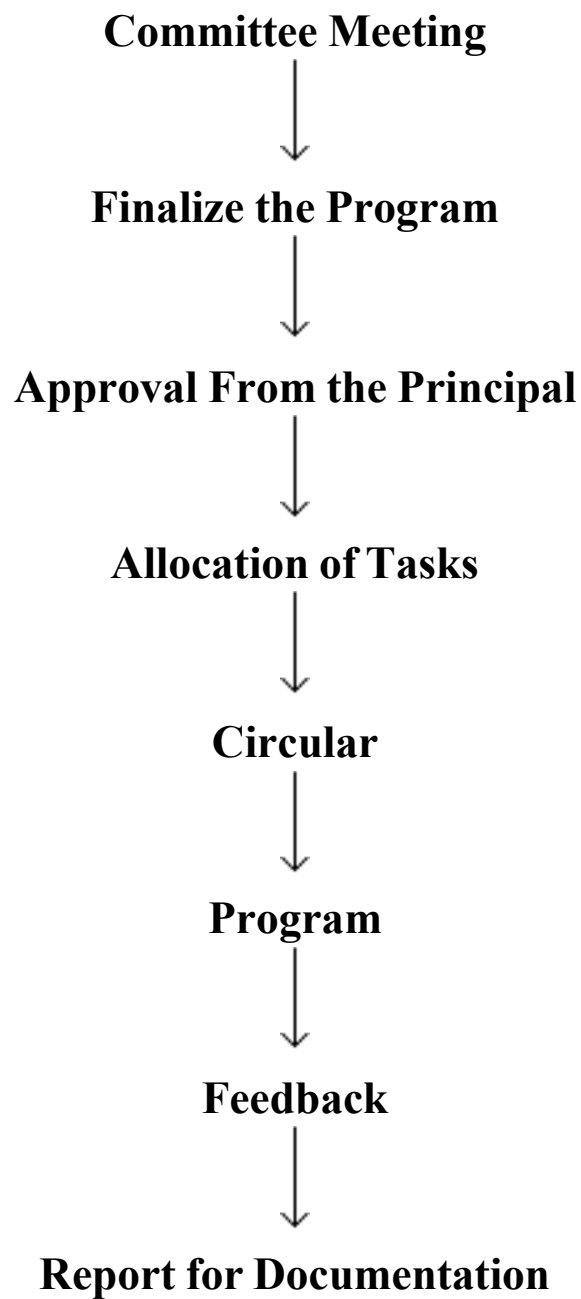 Committee Meeting
Finalize the Program
Approval From the Principal
Allocation of Tasks
Circular
Program
Feedback
Report for Documentation